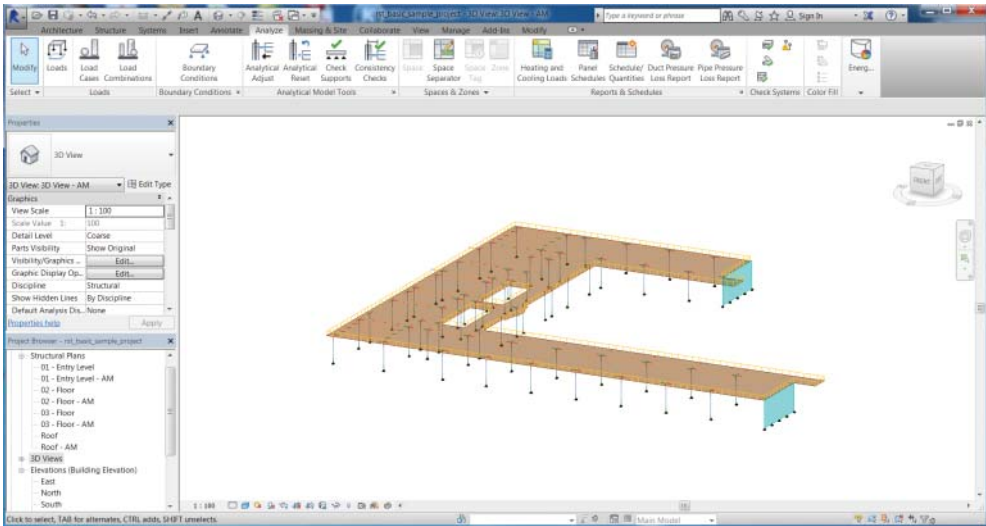 rst_basic_sample_project - 3D View: 3D View - AM
Type a keyword or phrase
Sign In
Architecture Structure Systems Insert Annotate Analyze Massing & Site Collaborate View Manage Add-Ins Modify
Modify Loads Load Cases Load Combinations Boundary Conditions Analytical Adjust Analytical Reset Check Supports Consistency Checks Space Space Separator Space Tag Zone Heating and Cooling Loads Panel Schedules Schedule/ Quantities Duct Pressure Loss Report Pipe Pressure Loss Report Energ...
Select Loads Boundary Conditions Analytical Model Tools Spaces & Zones Reports & Schedules Check Systems Color Fill
Properties
3D View
3D View: 3D View - AM Edit Type
Graphics
View Scale 1 : 100
Scale Value 1: 100
Detail Level Coarse
Parts Visibility Show Original
Visibility/Graphics ... Edit...
Graphic Display Op... Edit...
Discipline Structural
Show Hidden Lines By Discipline
Default Analysis Dis... None
Properties help Apply
Project Browser - rst_basic_sample_project
Structural Plans
01 - Entry Level
01 - Entry Level - AM
02 - Floor
02 - Floor - AM
03 - Floor
03 - Floor - AM
Roof
Roof - AM
3D Views
Elevations (Building Elevation)
East
North
South
FRONT
1 : 100
Click to select, TAB for alternates, CTRL adds, SHIFT unselects.
:0
Main Model
:0